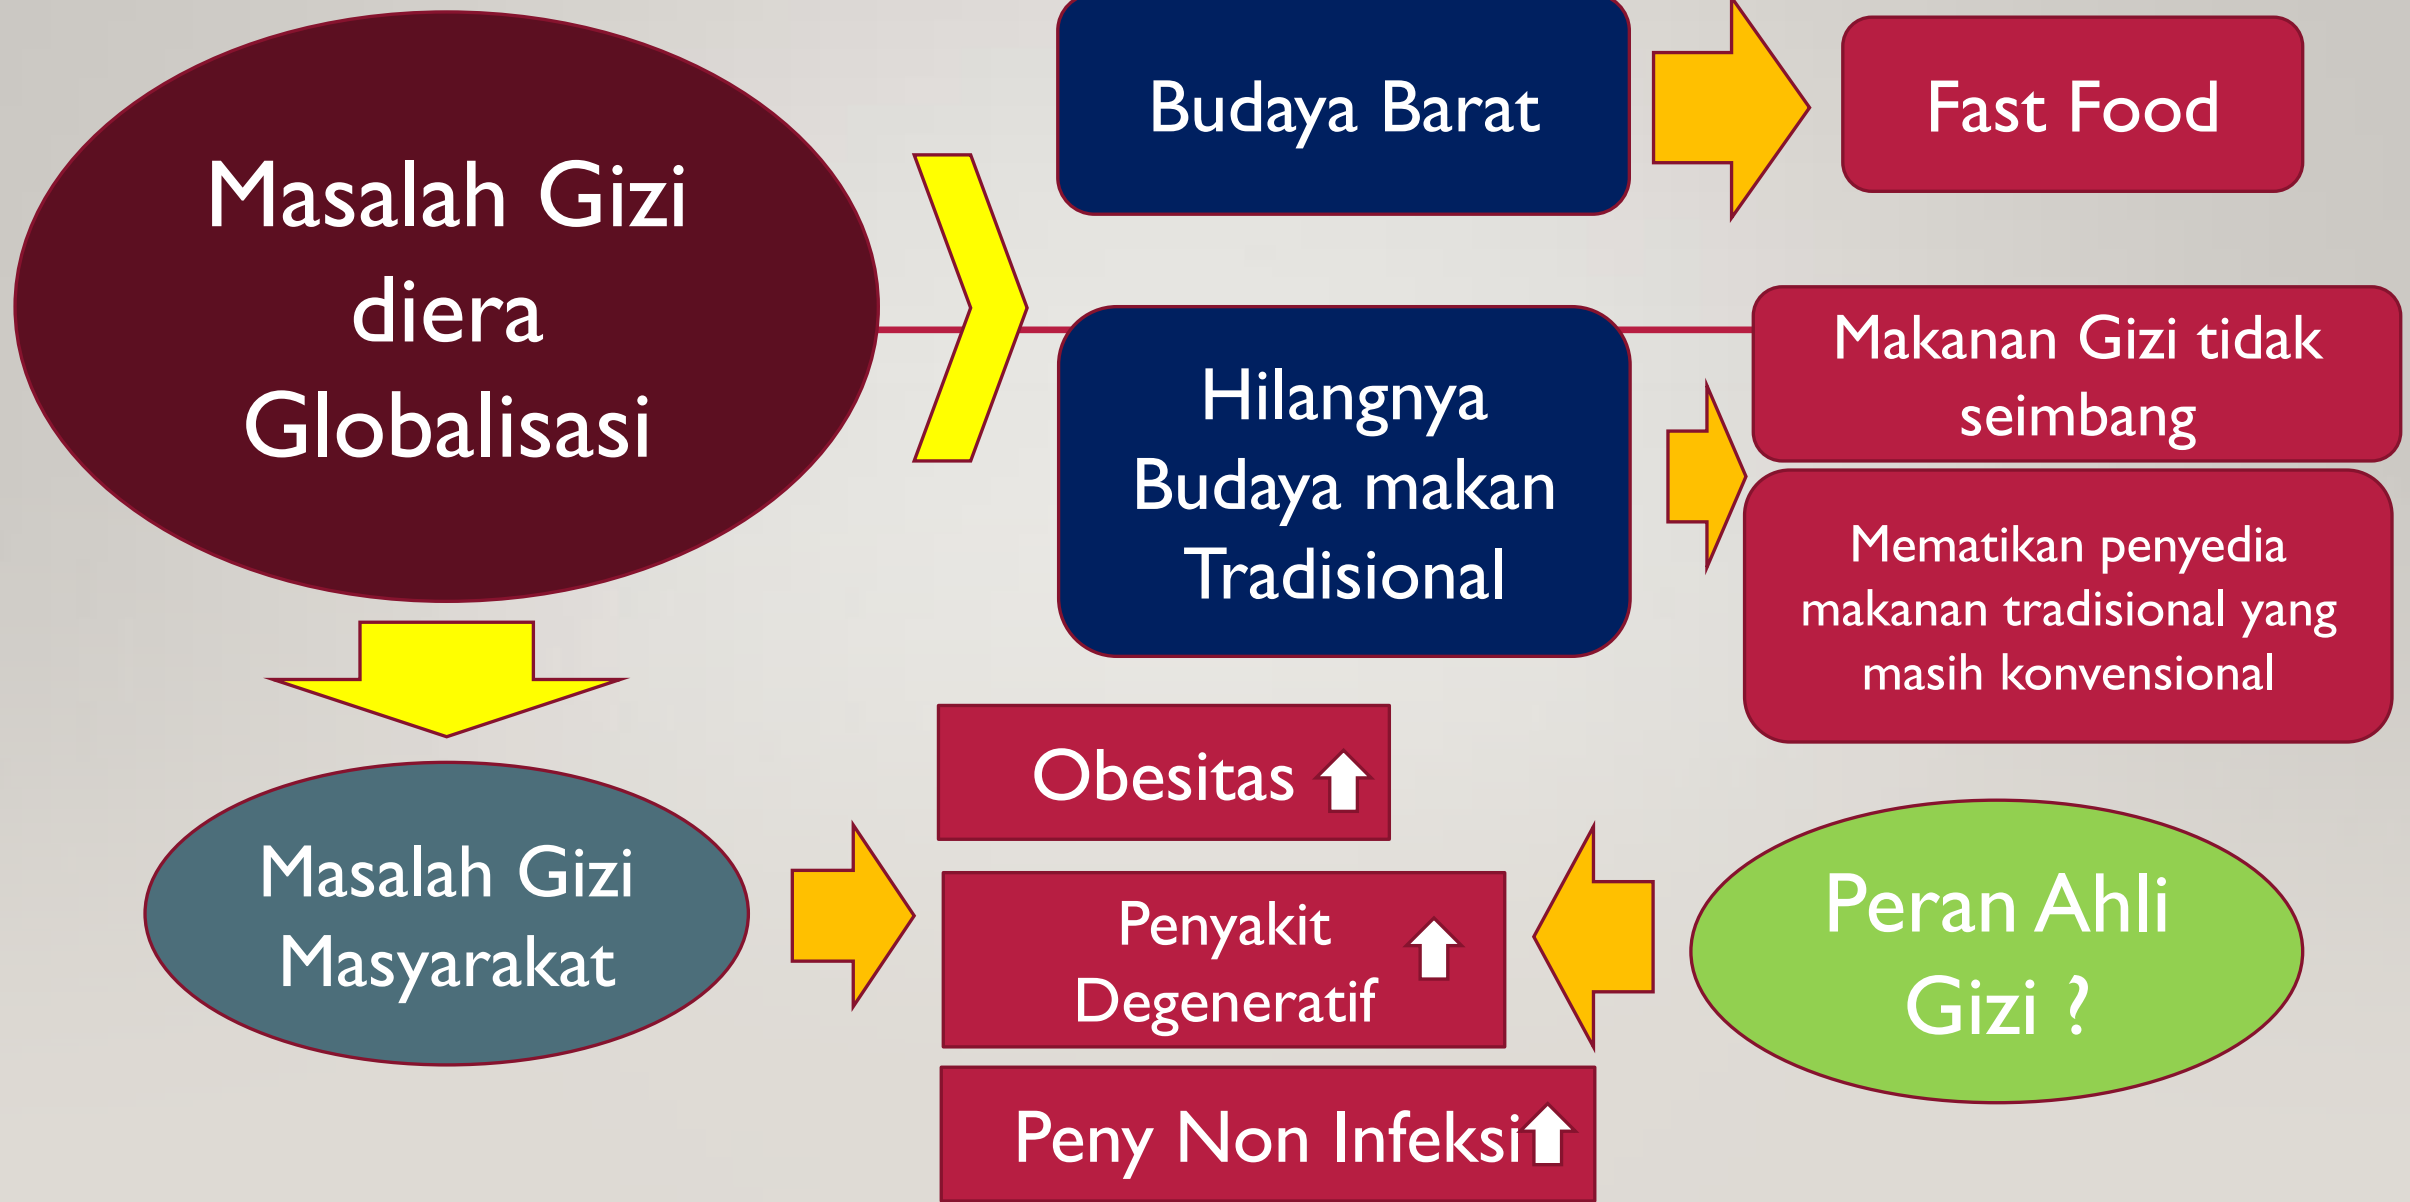 Masalah Gizi
diera
Globalisasi
Budaya Barat
Fast Food
Hilangnya
Budaya makan
Tradisional
Makanan Gizi tidak
seimbang
Mematikan penyedia
makanan tradisional yang
masih konvensional
Masalah Gizi
Masyarakat
Obesitas
Penyakit
Degeneratif
Peny Non Infeksi
Peran Ahli
Gizi ?